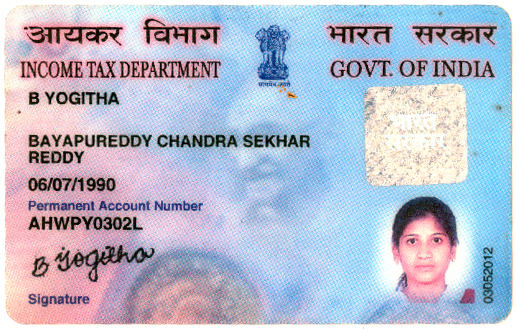 आयकर विभाग
भारत सरकार
INCOME TAX DEPARTMENT
GOVT. OF INDIA
सत्यमेव जयते
B YOGITHA
BAYAPUREDDY CHANDRA SEKHAR
REDDY
06/07/1990
Permanent Account Number
AHWPY0302L
B Yogitha
Signature
03052012